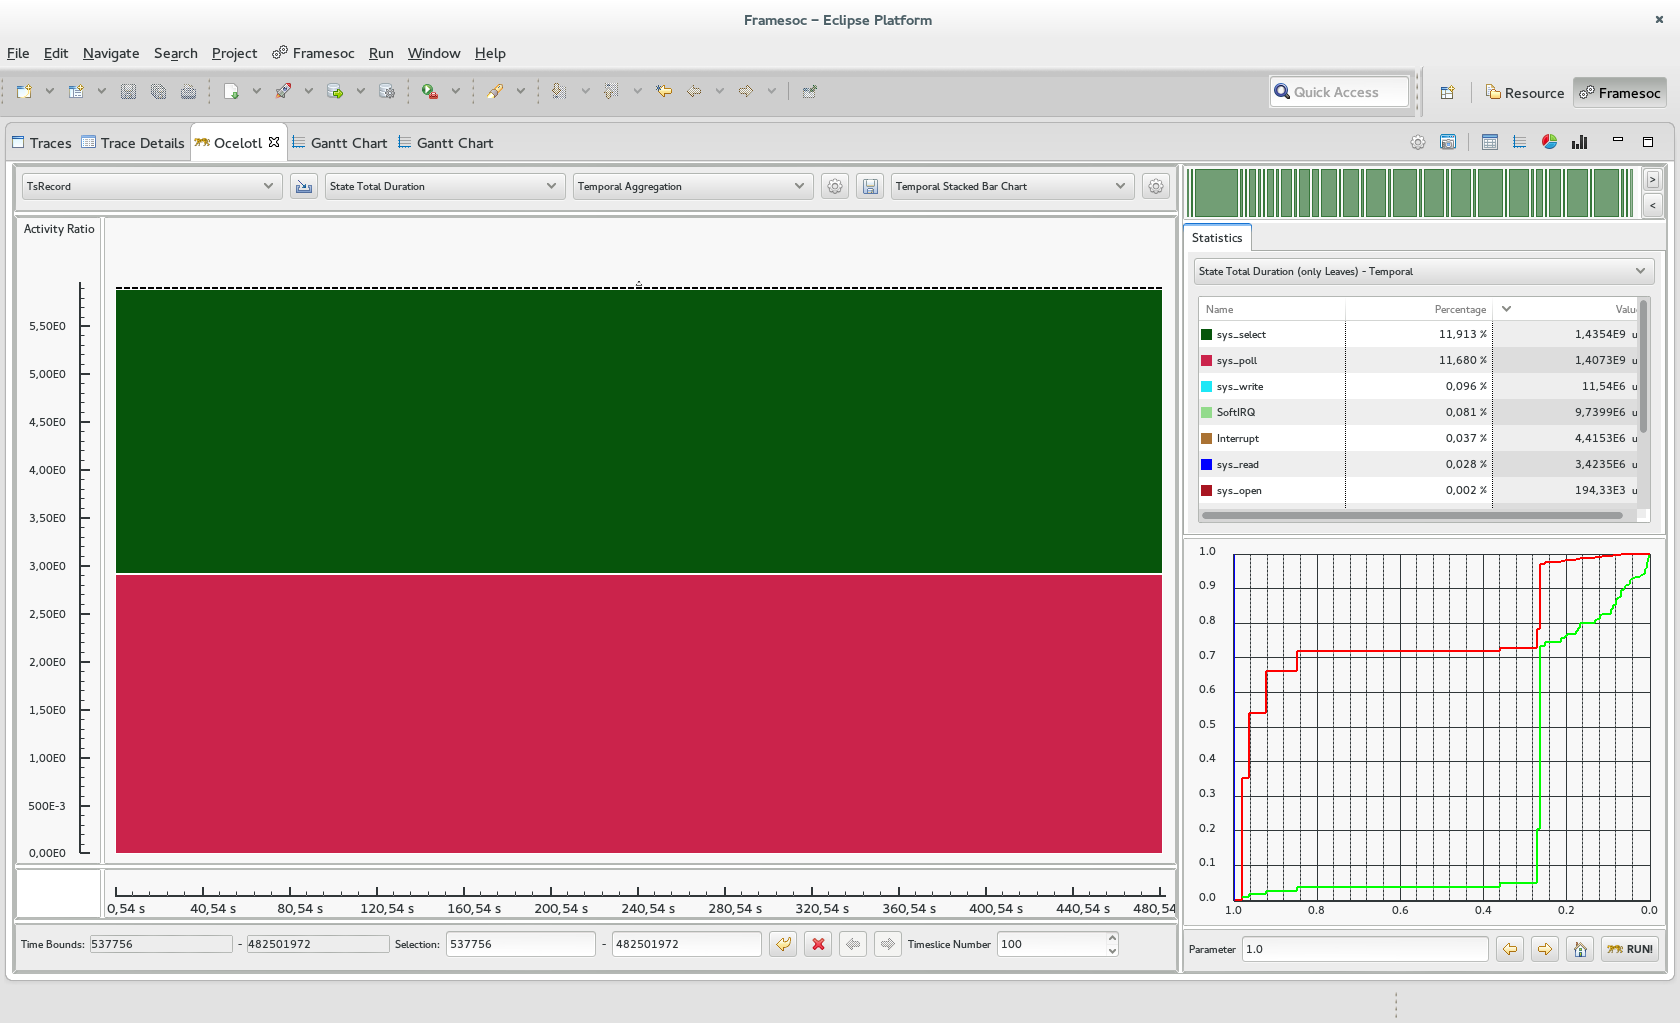 Framesoc – Eclipse Platform
File Edit Navigate Search Project Framesoc Run Window Help
Quick Access
Resource
Framesoc
Traces Trace Details Ocelotl Gantt Chart Gantt Chart
TsRecord
State Total Duration
Temporal Aggregation
Temporal Stacked Bar Chart
Activity Ratio
5,50E0
5,00E0
4,50E0
4,00E0
3,50E0
3,00E0
2,50E0
2,00E0
1,50E0
1,00E0
500E-3
0,00E0
0,54 s 40,54 s 80,54 s 120,54 s 160,54 s 200,54 s 240,54 s 280,54 s 320,54 s 360,54 s 400,54 s 440,54 s 480,54
Time Bounds: 537756 - 482501972 Selection: 537756 - 482501972 Timeslice Number 100
>
<
Statistics
State Total Duration (only Leaves) - Temporal
Name Percentage Valu
sys_select 11,913 % 1,4354E9 u
sys_poll 11,680 % 1,4073E9 u
sys_write 0,096 % 11,54E6 u
SoftIRQ 0,081 % 9,7399E6 u
Interrupt 0,037 % 4,4153E6 u
sys_read 0,028 % 3,4235E6 u
sys_open 0,002 % 194,33E3 u
1.0
0.9
0.8
0.7
0.6
0.5
0.4
0.3
0.2
0.1
0.0
1.0 0.8 0.6 0.4 0.2 0.0
Parameter 1.0 RUN!